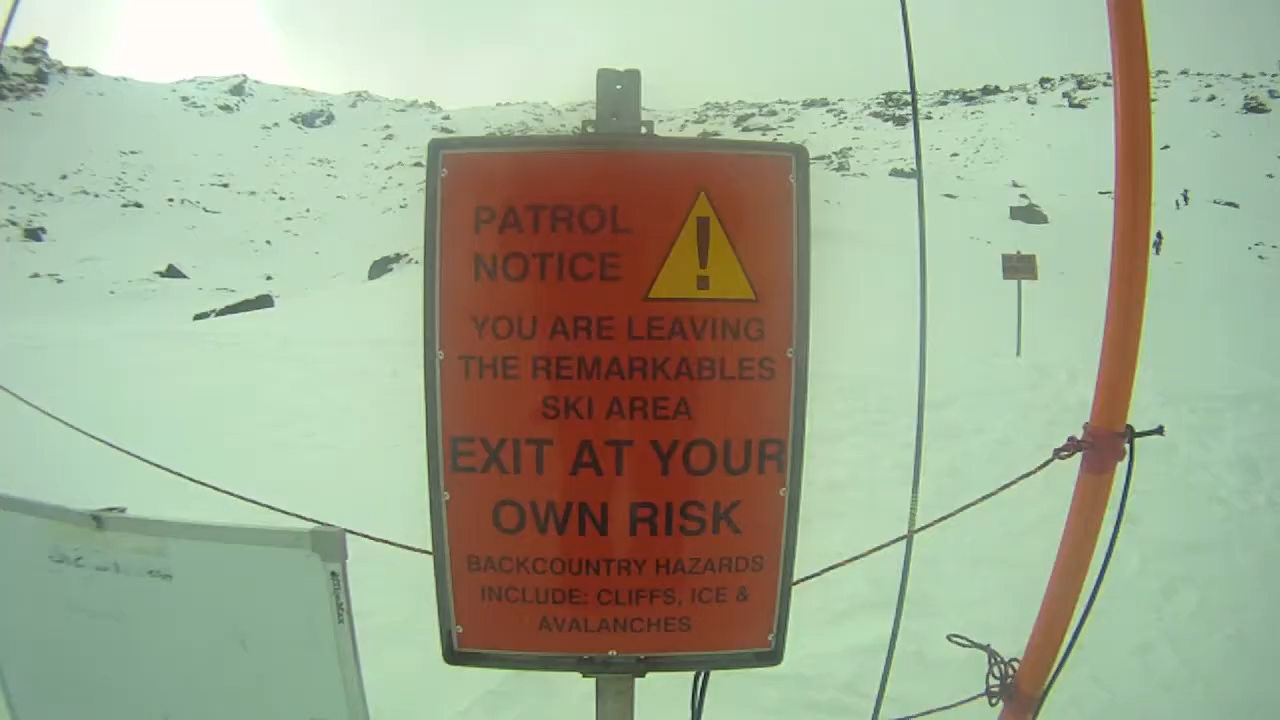 PATROL
NOTICE
!
YOU ARE LEAVING
THE REMARKABLES
SKI AREA
EXIT AT YOUR
OWN RISK
BACKCOUNTRY HAZARDS
INCLUDE: CLIFFS, ICE &
AVALANCHES